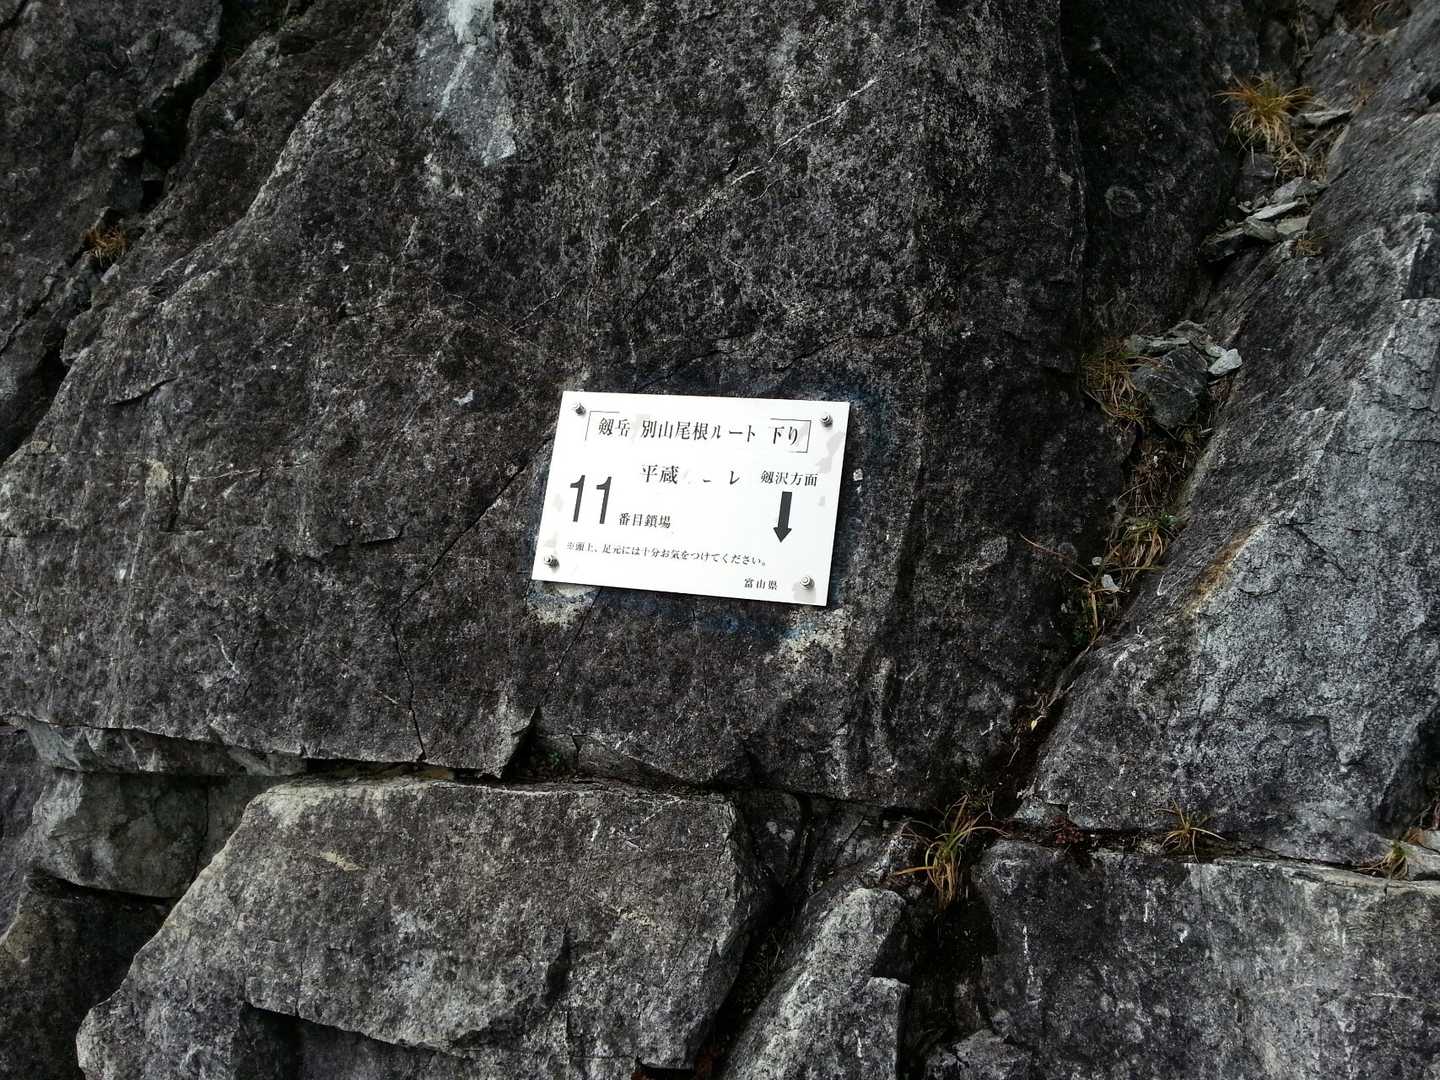 剱岳 別山尾根ルート 下り
平蔵 ー レ 剱沢方面
11 番目鎖場
※頭上、足元には十分お気をつけてください。
富山県